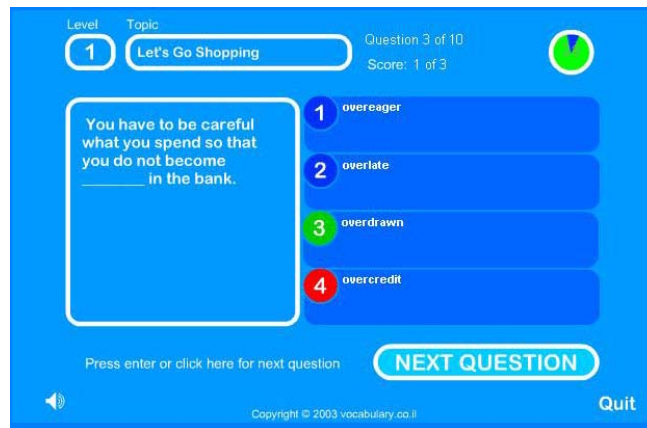 Level Topic
1 Let's Go Shopping
Question 3 of 10
Score: 1 of 3
You have to be careful
what you spend so that
you do not become
________ in the bank.
1 overeager
2 overlate
3 overdrawn
4 overcredit
Press enter or click here for next question
NEXT QUESTION
Quit
Copyright © 2003 vocabulary.co.il